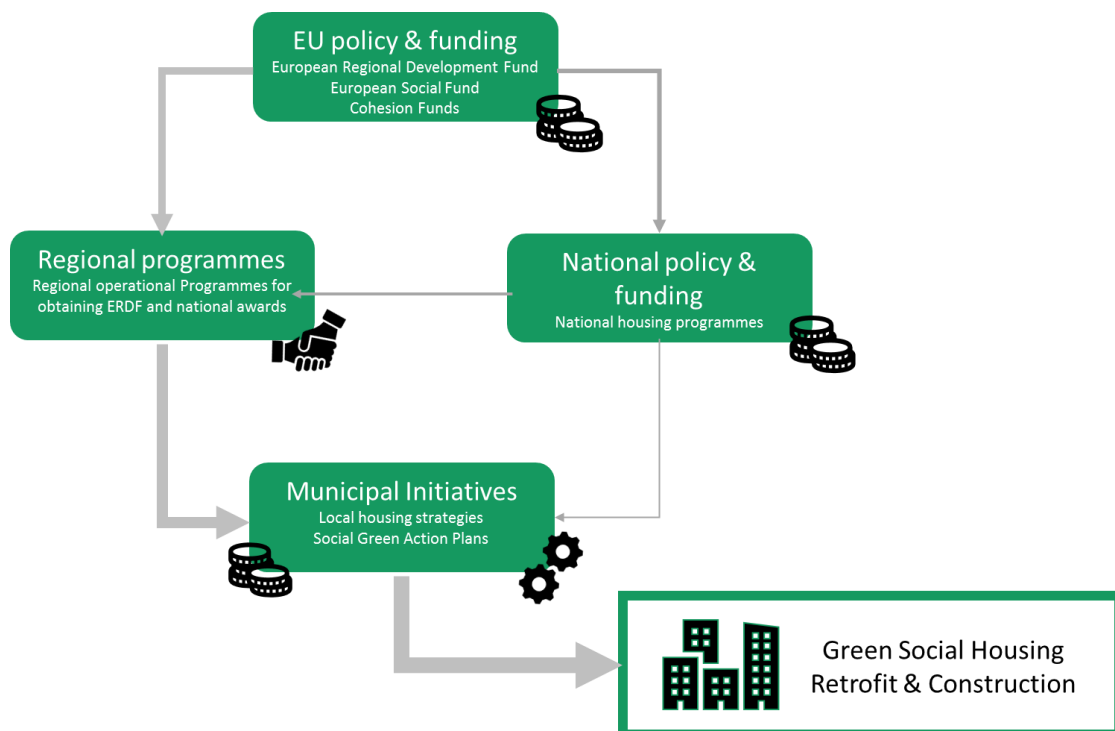 EU policy & funding
European Regional Development Fund
European Social Fund
Cohesion Funds
Regional programmes
Regional operational Programmes for
obtaining ERDF and national awards
National policy &
funding
National housing programmes
Municipal Initiatives
Local housing strategies
Social Green Action Plans
Green Social Housing
Retrofit & Construction